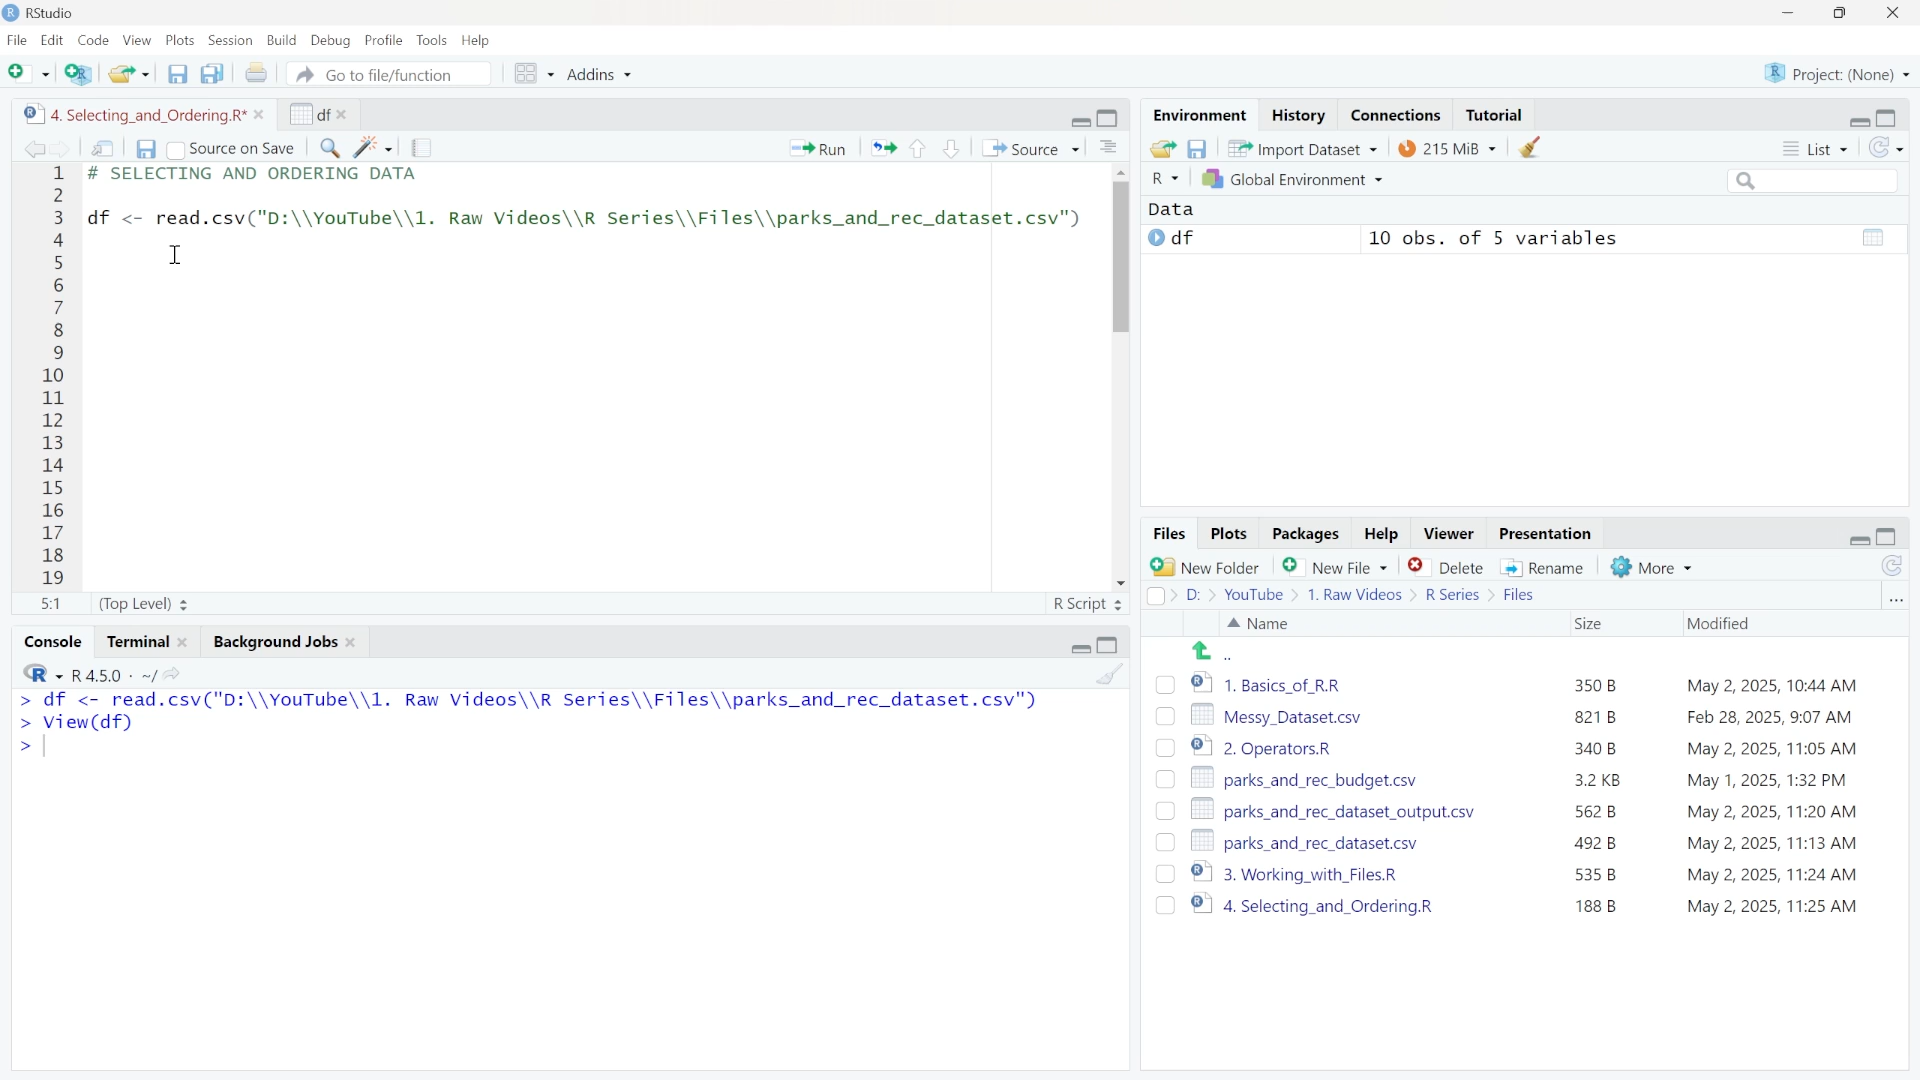 RStudio
File Edit Code View Plots Session Build Debug Profile Tools Help
Go to file/function Addins Project: (None)
4. Selecting_and_Ordering.R* df
Source on Save Run Source
1 # SELECTING AND ORDERING DATA
2
3 df <- read.csv("D:\\YouTube\\1. Raw Videos\\R Series\\Files\\parks_and_rec_dataset.csv")
4
5
6
7
8
9
10
11
12
13
14
15
16
17
18
19
5:1 (Top Level) R Script
Console Terminal Background Jobs
R 4.5.0 · ~/
> df <- read.csv("D:\\YouTube\\1. Raw Videos\\R Series\\Files\\parks_and_rec_dataset.csv")
> View(df)
>
Environment History Connections Tutorial
Import Dataset 215 MiB List
R Global Environment
Data
df 10 obs. of 5 variables
Files Plots Packages Help Viewer Presentation
New Folder New File Delete Rename More
D: YouTube 1. Raw Videos R Series Files ...
Name Size Modified
..
1. Basics_of_R.R 350 B May 2, 2025, 10:44 AM
Messy_Dataset.csv 821 B Feb 28, 2025, 9:07 AM
2. Operators.R 340 B May 2, 2025, 11:05 AM
parks_and_rec_budget.csv 3.2 KB May 1, 2025, 1:32 PM
parks_and_rec_dataset_output.csv 562 B May 2, 2025, 11:20 AM
parks_and_rec_dataset.csv 492 B May 2, 2025, 11:13 AM
3. Working_with_Files.R 535 B May 2, 2025, 11:24 AM
4. Selecting_and_Ordering.R 188 B May 2, 2025, 11:25 AM